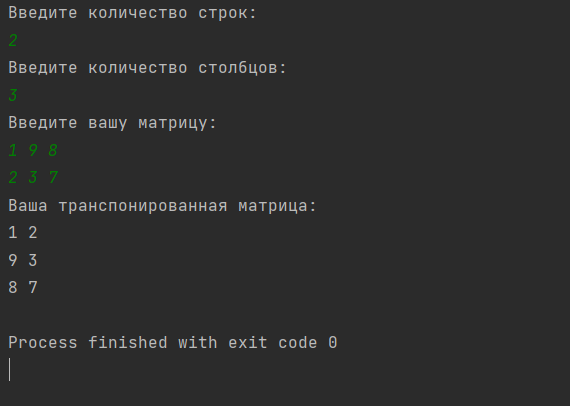 Введите количество строк:
2
Введите количество столбцов:
3
Введите вашу матрицу:
1 9 8
2 3 7
Ваша транспонированная матрица:
1 2
9 3
8 7
Process finished with exit code 0